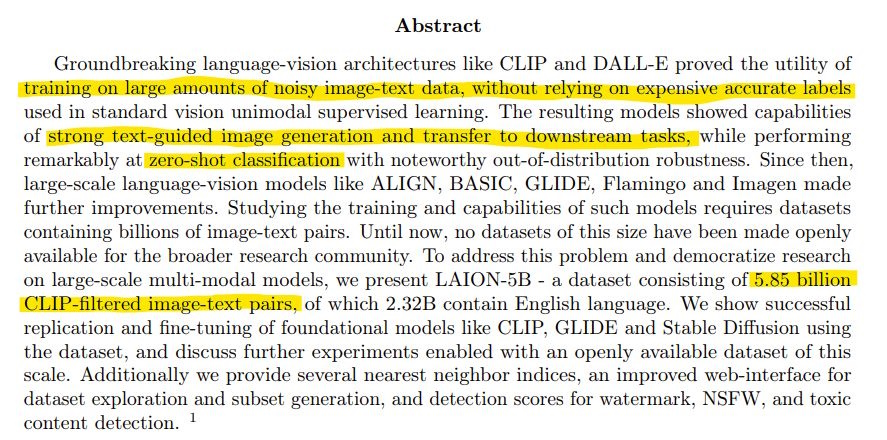 Abstract
Groundbreaking language-vision architectures like CLIP and DALL-E proved the utility of
training on large amounts of noisy image-text data, without relying on expensive accurate labels
used in standard vision unimodal supervised learning. The resulting models showed capabilities
of strong text-guided image generation and transfer to downstream tasks, while performing
remarkably at zero-shot classification with noteworthy out-of-distribution robustness. Since then,
large-scale language-vision models like ALIGN, BASIC, GLIDE, Flamingo and Imagen made
further improvements. Studying the training and capabilities of such models requires datasets
containing billions of image-text pairs. Until now, no datasets of this size have been made openly
available for the broader research community. To address this problem and democratize research
on large-scale multi-modal models, we present LAION-5B - a dataset consisting of 5.85 billion
CLIP-filtered image-text pairs, of which 2.32B contain English language. We show successful
replication and fine-tuning of foundational models like CLIP, GLIDE and Stable Diffusion using
the dataset, and discuss further experiments enabled with an openly available dataset of this
scale. Additionally we provide several nearest neighbor indices, an improved web-interface for
dataset exploration and subset generation, and detection scores for watermark, NSFW, and toxic
content detection. 1